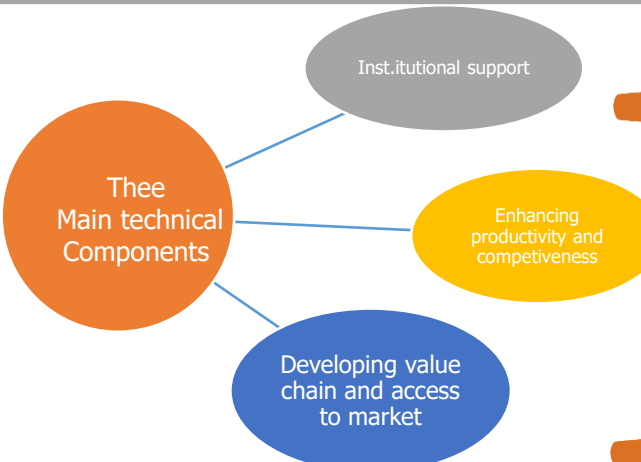 Inst.itutional support
Thee
Main technical
Components
Enhancing
productivity and
competiveness
Developing value
chain and access
to market